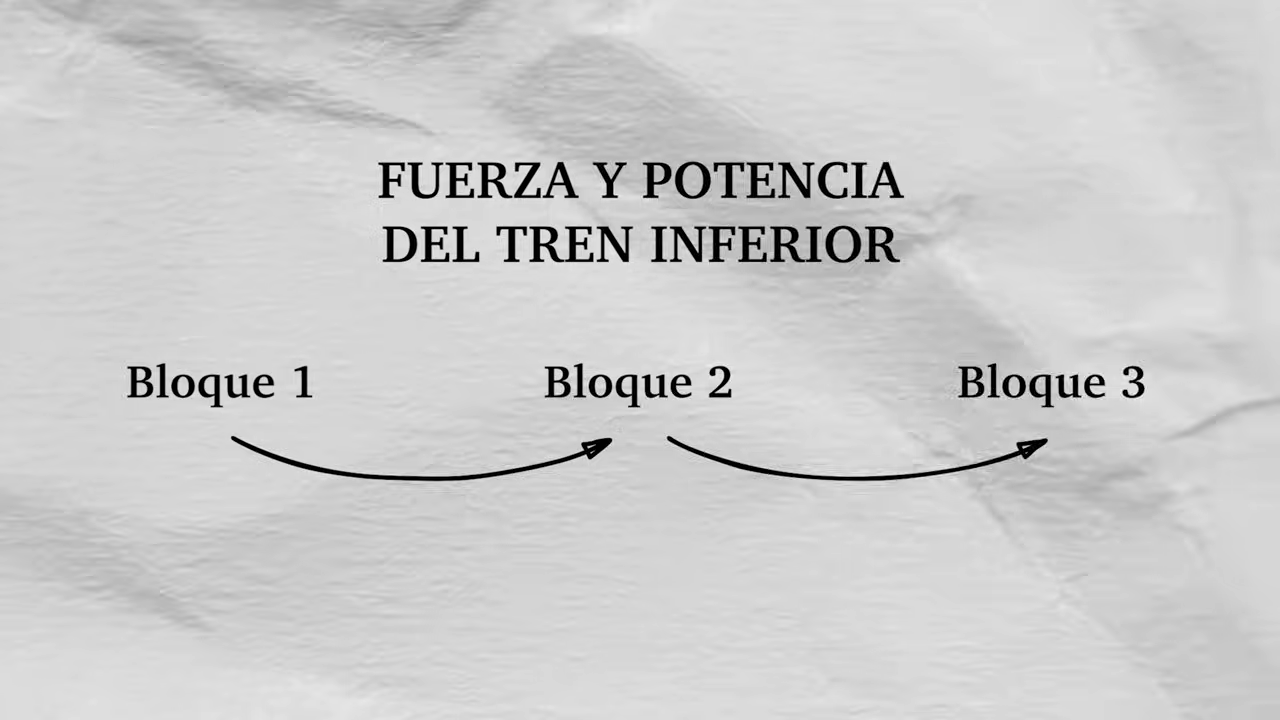 FUERZA Y POTENCIA
DEL TREN INFERIOR
Bloque 1 Bloque 2 Bloque 3